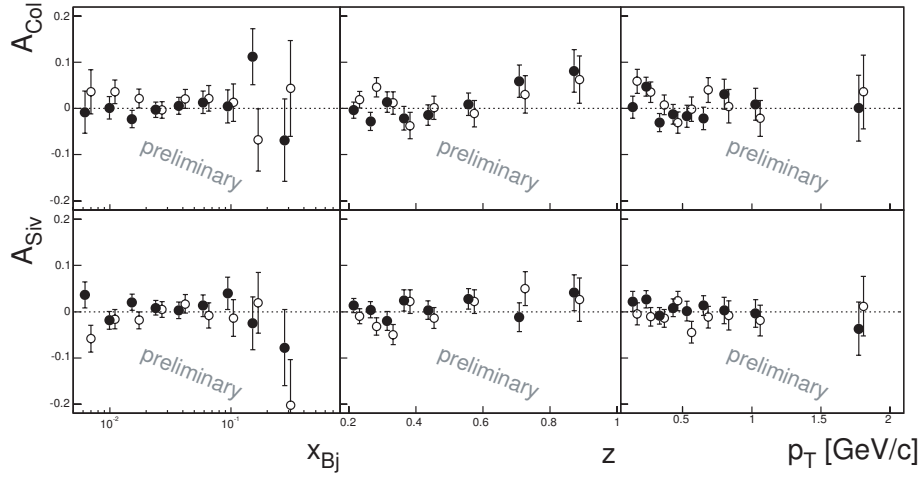 A_Col
0.2
0.1
0
-0.1
-0.2
preliminary
preliminary
preliminary
A_Siv
0.2
0.1
0
-0.1
-0.2
preliminary
preliminary
preliminary
10^-2
10^-1
0.2
0.4
0.6
0.8
1
0.5
1
1.5
2
x_Bj
z
p_T [GeV/c]